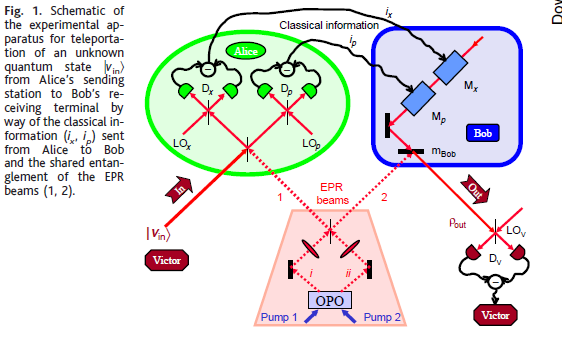 Fig. 1. Schematic of
the experimental ap-
paratus for teleporta-
tion of an unknown
quantum state |v_in⟩
from Alice's sending
station to Bob's re-
ceiving terminal by
way of the classical in-
formation (i_x, i_p) sent
from Alice to Bob
and the shared entan-
glement of the EPR
beams (1, 2).
i_x
Classical information
i_p
Alice
D_x
D_p
M_x
M_p
LO_x
LO_p
Bob
m_Bob
In
1
EPR
beams
2
Out
|v_in⟩
Victor
ρ_out
LO_V
D_V
i
ii
OPO
Pump 1
Pump 2
Victor